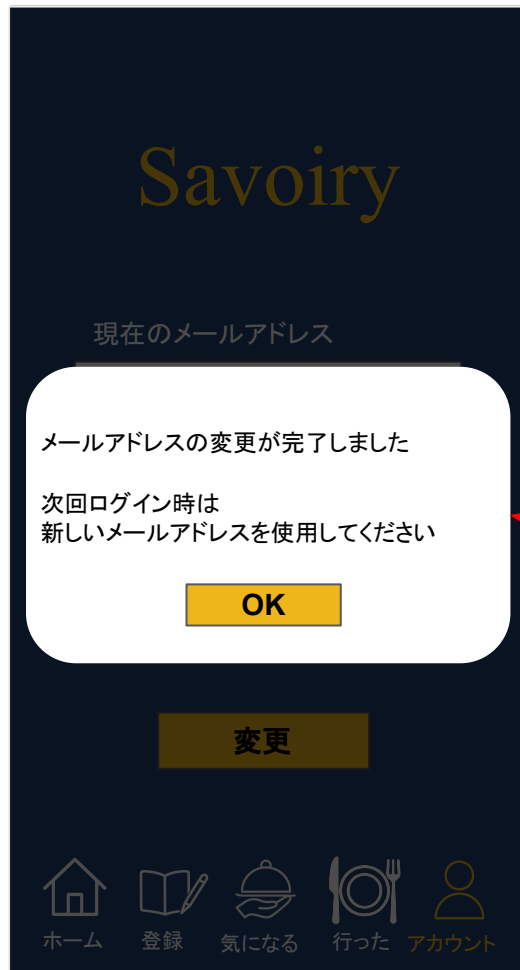 Savoiry
現在のメールアドレス
メールアドレスの変更が完了しました
次回ログイン時は
新しいメールアドレスを使用してください
OK
変更
ホーム 登録 気になる 行った アカウント